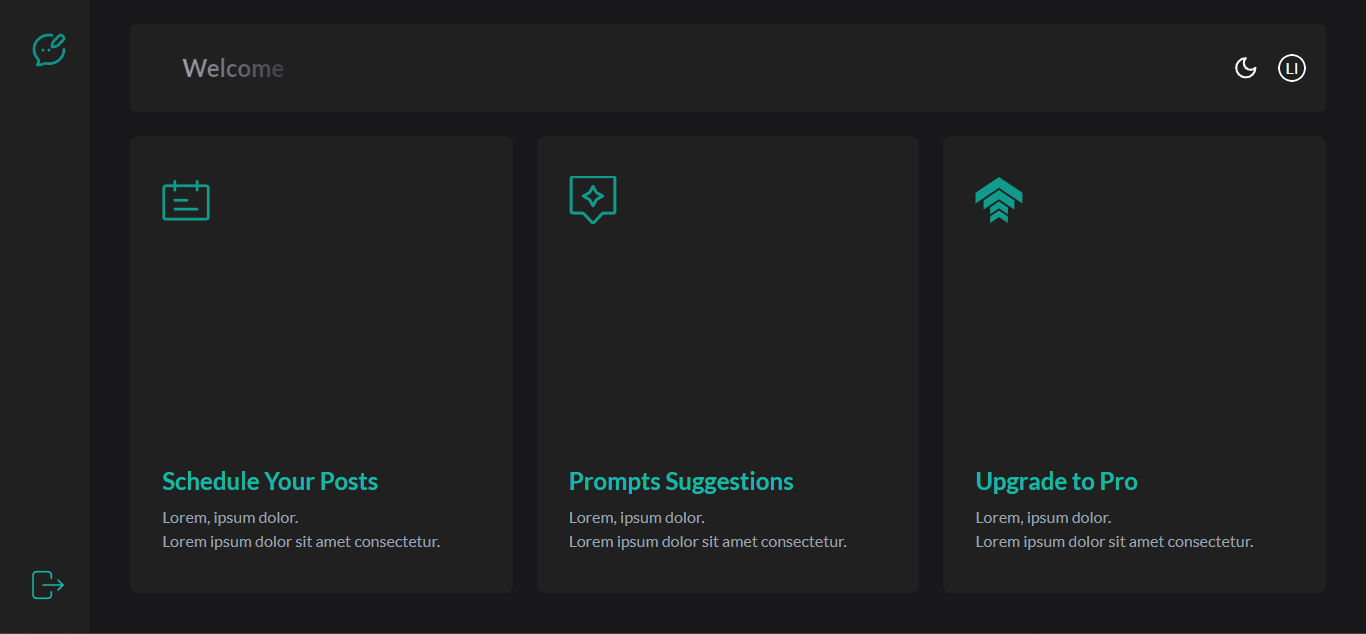 Welcome
LI
Schedule Your Posts
Lorem, ipsum dolor.
Lorem ipsum dolor sit amet consectetur.
Prompts Suggestions
Lorem, ipsum dolor.
Lorem ipsum dolor sit amet consectetur.
Upgrade to Pro
Lorem, ipsum dolor.
Lorem ipsum dolor sit amet consectetur.